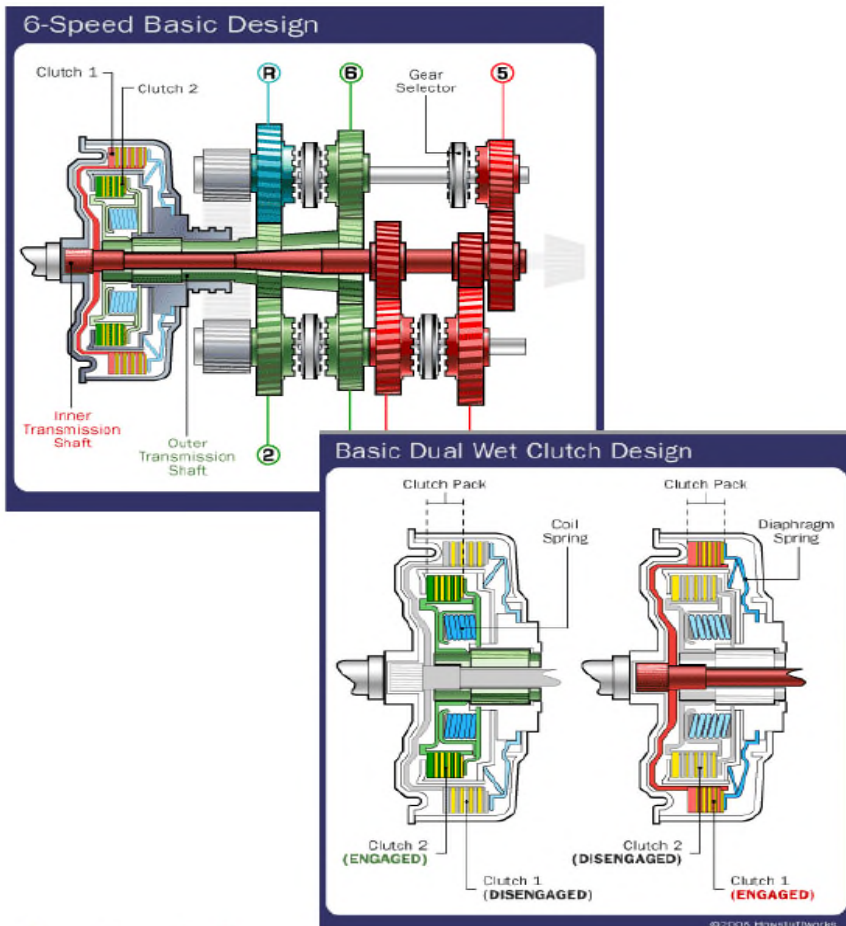 6-Speed Basic Design
Clutch 1
Clutch 2
R
6
Gear
Selector
5
Inner
Transmission
Shaft
Outer
Transmission
Shaft
2
Basic Dual Wet Clutch Design
Clutch Pack
Clutch Pack
Coil
Spring
Diaphragm
Spring
Clutch 2
(ENGAGED)
Clutch 1
(DISENGAGED)
Clutch 2
(DISENGAGED)
Clutch 1
(ENGAGED)